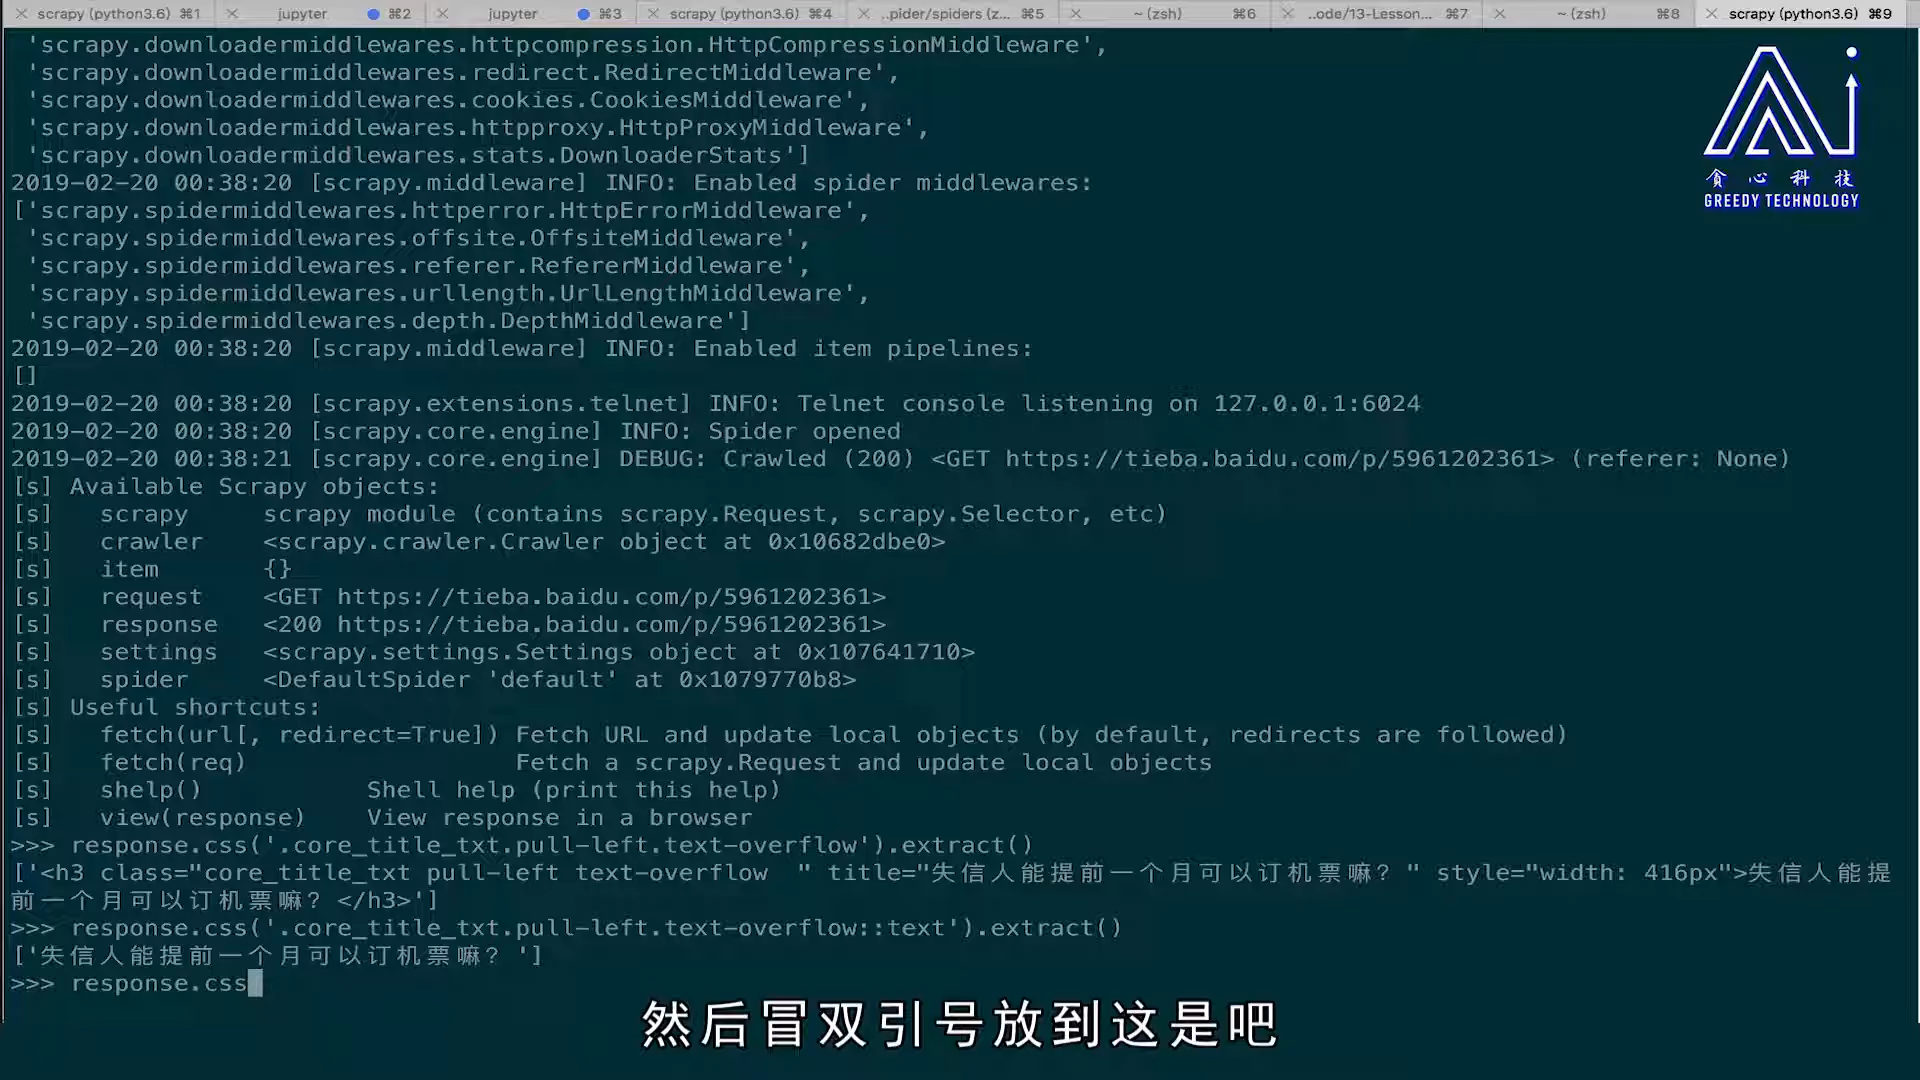 scrapy (python3.6) ⌘1 jupyter ⌘2 jupyter ⌘3 scrapy (python3.6) ⌘4 ..pider/spiders (z... ⌘5 ~ (zsh) ⌘6 ..ode/13-Lesson... ⌘7 ~ (zsh) ⌘8 scrapy (python3.6) ⌘9
'scrapy.downloadermiddlewares.httpcompression.HttpCompressionMiddleware',
'scrapy.downloadermiddlewares.redirect.RedirectMiddleware',
'scrapy.downloadermiddlewares.cookies.CookiesMiddleware',
'scrapy.downloadermiddlewares.httpproxy.HttpProxyMiddleware',
'scrapy.downloadermiddlewares.stats.DownloaderStats']
2019-02-20 00:38:20 [scrapy.middleware] INFO: Enabled spider middlewares:
['scrapy.spidermiddlewares.httperror.HttpErrorMiddleware',
'scrapy.spidermiddlewares.offsite.OffsiteMiddleware',
'scrapy.spidermiddlewares.referer.RefererMiddleware',
'scrapy.spidermiddlewares.urllength.UrlLengthMiddleware',
'scrapy.spidermiddlewares.depth.DepthMiddleware']
2019-02-20 00:38:20 [scrapy.middleware] INFO: Enabled item pipelines:
[]
2019-02-20 00:38:20 [scrapy.extensions.telnet] INFO: Telnet console listening on 127.0.0.1:6024
2019-02-20 00:38:20 [scrapy.core.engine] INFO: Spider opened
2019-02-20 00:38:21 [scrapy.core.engine] DEBUG: Crawled (200) <GET https://tieba.baidu.com/p/5961202361> (referer: None)
[s] Available Scrapy objects:
[s] scrapy scrapy module (contains scrapy.Request, scrapy.Selector, etc)
[s] crawler <scrapy.crawler.Crawler object at 0x10682dbe0>
[s] item {}
[s] request <GET https://tieba.baidu.com/p/5961202361>
[s] response <200 https://tieba.baidu.com/p/5961202361>
[s] settings <scrapy.settings.Settings object at 0x107641710>
[s] spider <DefaultSpider 'default' at 0x1079770b8>
[s] Useful shortcuts:
[s] fetch(url[, redirect=True]) Fetch URL and update local objects (by default, redirects are followed)
[s] fetch(req) Fetch a scrapy.Request and update local objects
[s] shelp() Shell help (print this help)
[s] view(response) View response in a browser
>>> response.css('.core_title_txt.pull-left.text-overflow').extract()
['<h3 class="core_title_txt pull-left text-overflow " title="失信人能提前一个月可以订机票嘛？" style="width: 416px">失信人能提
前一个月可以订机票嘛？</h3>']
>>> response.css('.core_title_txt.pull-left.text-overflow::text').extract()
['失信人能提前一个月可以订机票嘛？']
>>> response.css
然后冒双引号放到这是吧
贪心科技
GREEDY TECHNOLOGY